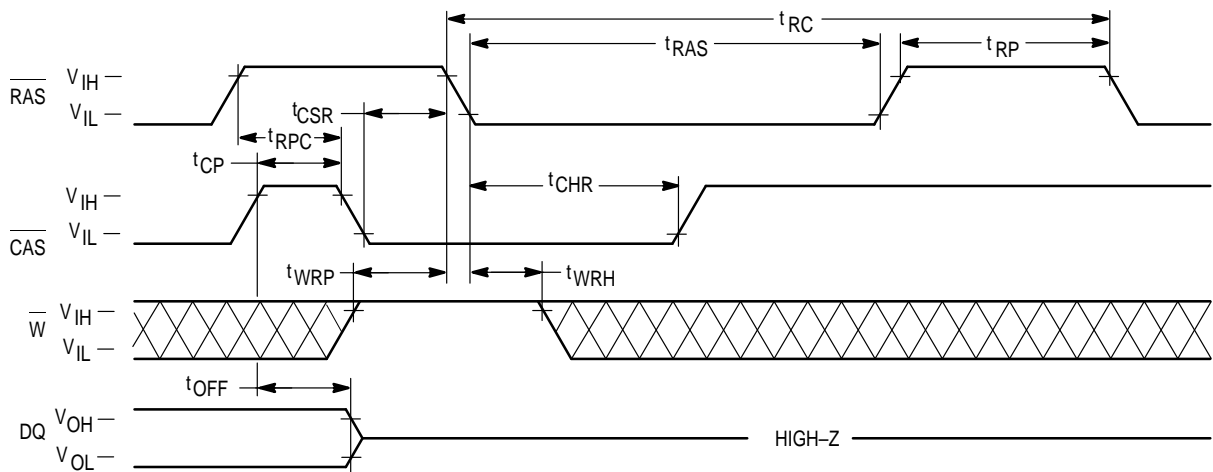 tRC
tRAS
tRP
RAS
VIH
VIL
tCSR
tRPC
tCP
tCHR
CAS
VIH
VIL
tWRP
tWRH
W
VIH
VIL
tOFF
DQ
VOH
VOL
HIGH–Z